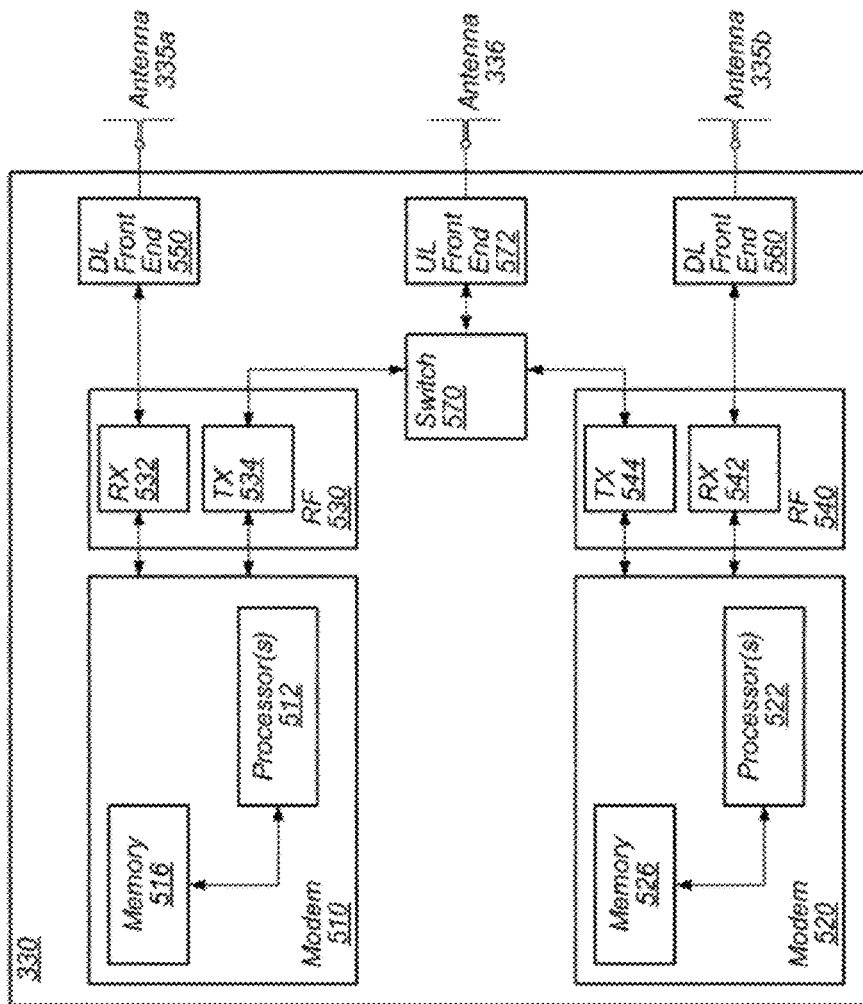 330
Antenna
335a
Antenna
336
Antenna
335b
DL
Front
End
550
UL
Front
End
572
DL
Front
End
560
Switch
570
RX
532
TX
534
RF
530
TX
544
RX
542
RF
540
Processor(s)
512
Memory
516
Modem
510
Processor(s)
522
Memory
526
Modem
520